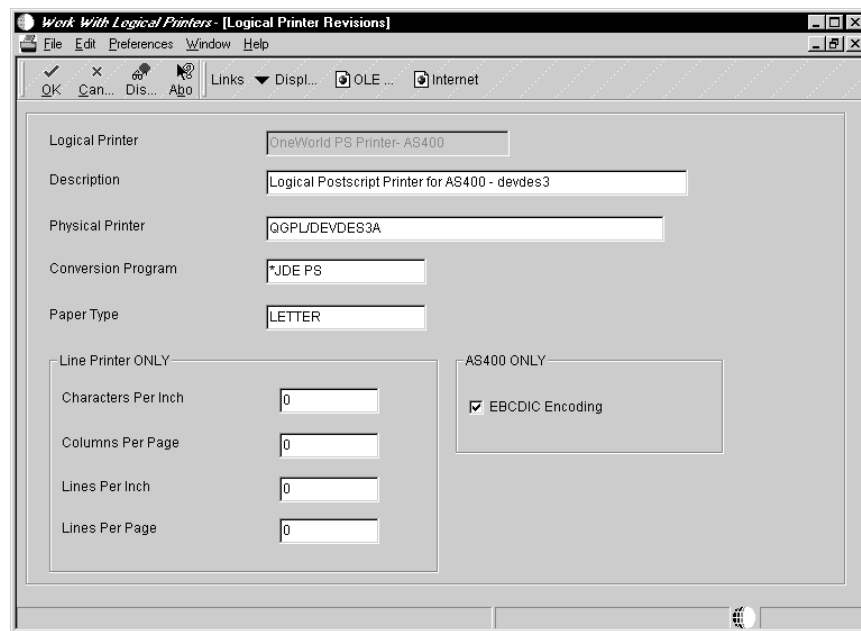 Work With Logical Printers - [Logical Printer Revisions]
File Edit Preferences Window Help
OK Can... Dis... Abo Links Displ... OLE ... Internet
Logical Printer OneWorld PS Printer- AS400
Description Logical Postscript Printer for AS400 - devdes3
Physical Printer QGPL/DEVDES3A
Conversion Program *JDE PS
Paper Type LETTER
Line Printer ONLY AS400 ONLY
Characters Per Inch 0 EBCDIC Encoding
Columns Per Page 0
Lines Per Inch 0
Lines Per Page 0